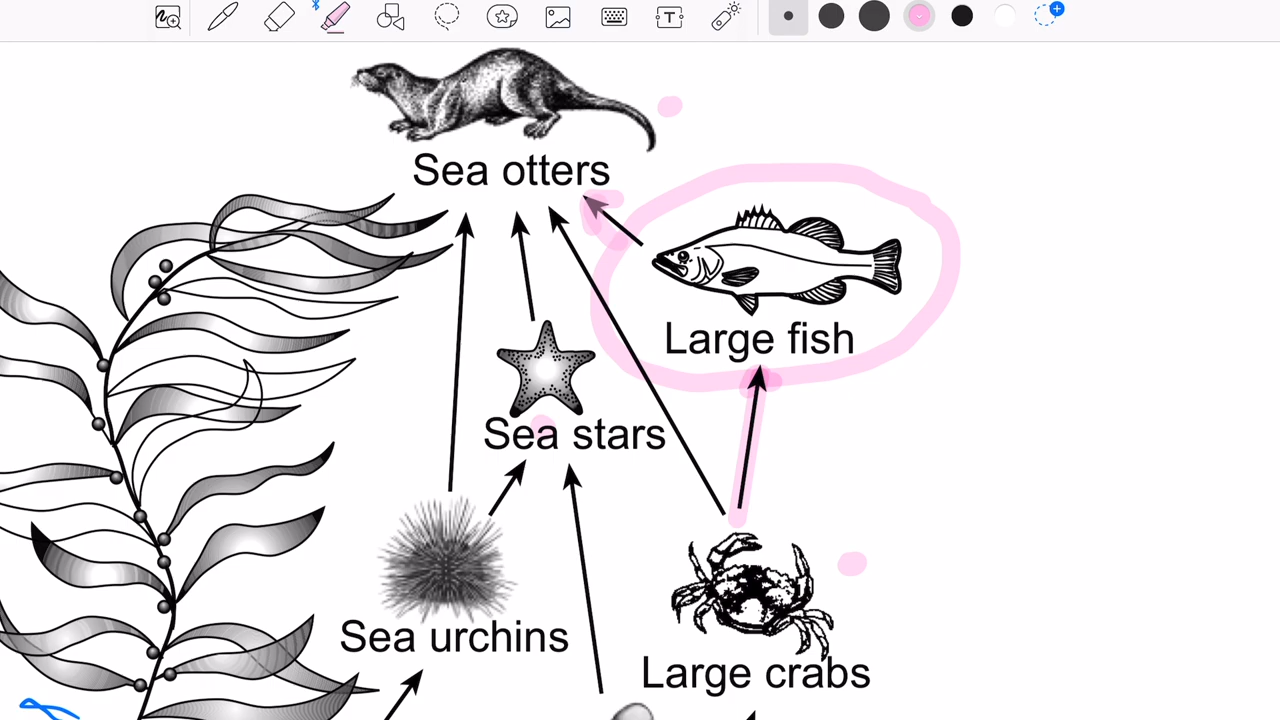 T
Sea otters
Large fish
Sea stars
Sea urchins
Large crabs